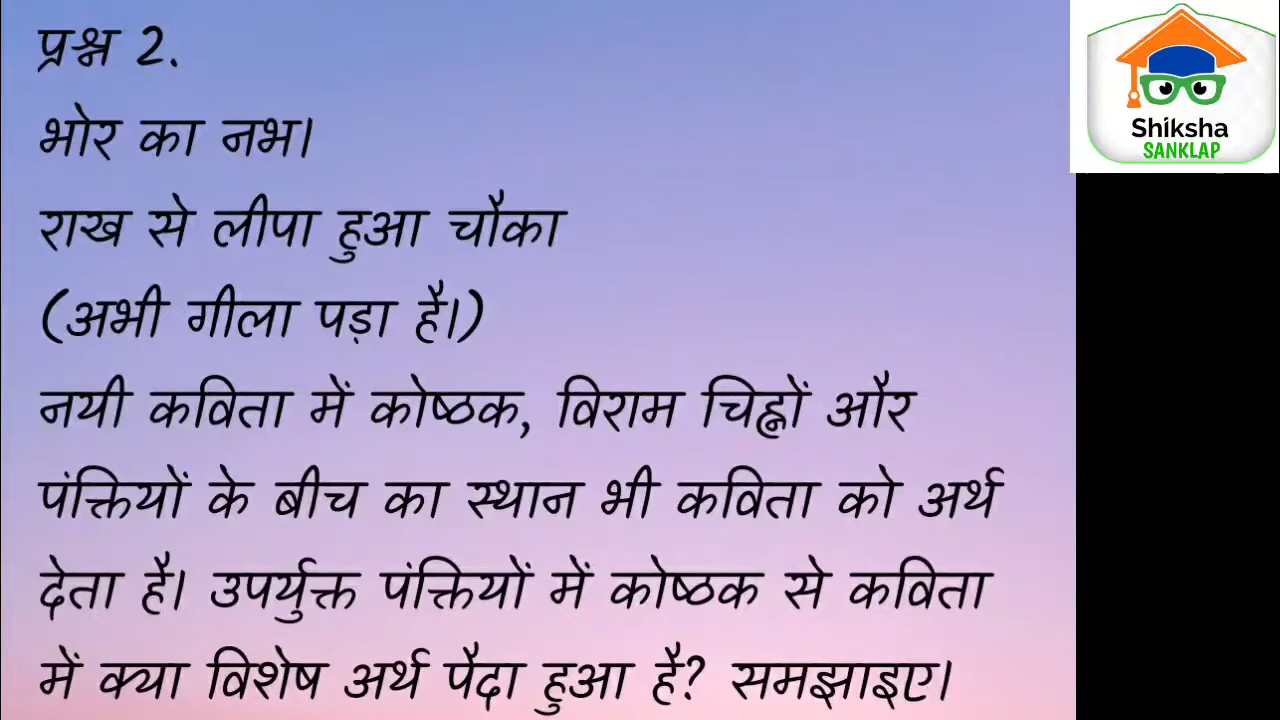 प्रश्न 2.
भोर का नभ।
राख से लीपा हुआ चौका
(अभी गीला पड़ा है।)
नयी कविता में कोष्ठक, विराम चिह्नों और
पंक्तियों के बीच का स्थान भी कविता को अर्थ
देता है। उपर्युक्त पंक्तियों में कोष्ठक से कविता
में क्या विशेष अर्थ पैदा हुआ है? समझाइए।
Shiksha
SANKLAP